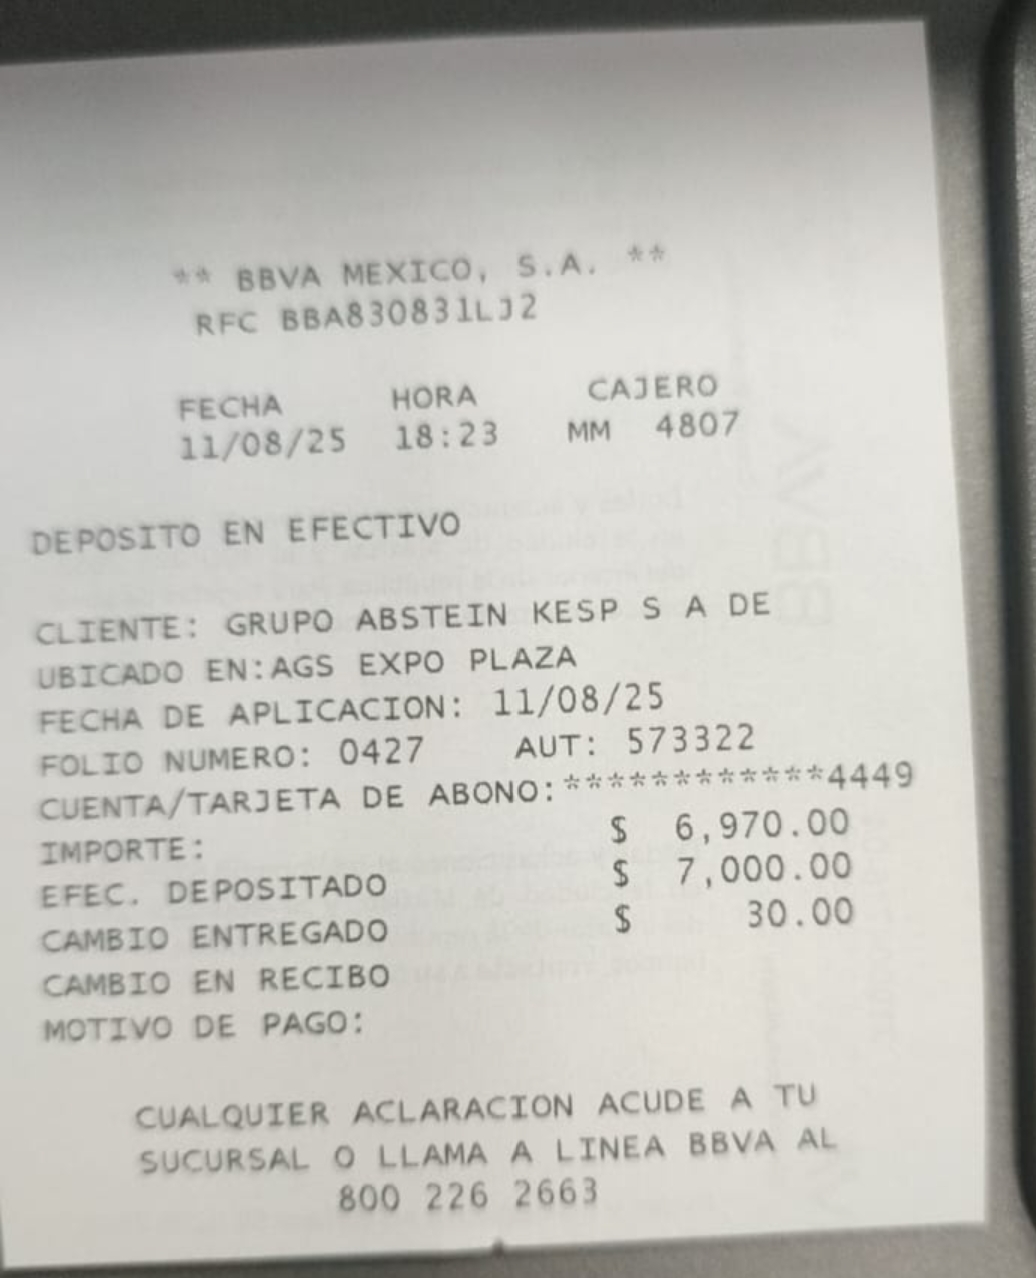 ** BBVA MEXICO, S.A. **
RFC BBA830831LJ2
FECHA HORA CAJERO
11/08/25 18:23 MM 4807
DEPOSITO EN EFECTIVO
CLIENTE: GRUPO ABSTEIN KESP S A DE
UBICADO EN:AGS EXPO PLAZA
FECHA DE APLICACION: 11/08/25
FOLIO NUMERO: 0427 AUT: 573322
CUENTA/TARJETA DE ABONO:************4449
IMPORTE: $ 6,970.00
EFEC. DEPOSITADO $ 7,000.00
CAMBIO ENTREGADO $ 30.00
CAMBIO EN RECIBO
MOTIVO DE PAGO:
CUALQUIER ACLARACION ACUDE A TU
SUCURSAL O LLAMA A LINEA BBVA AL
800 226 2663